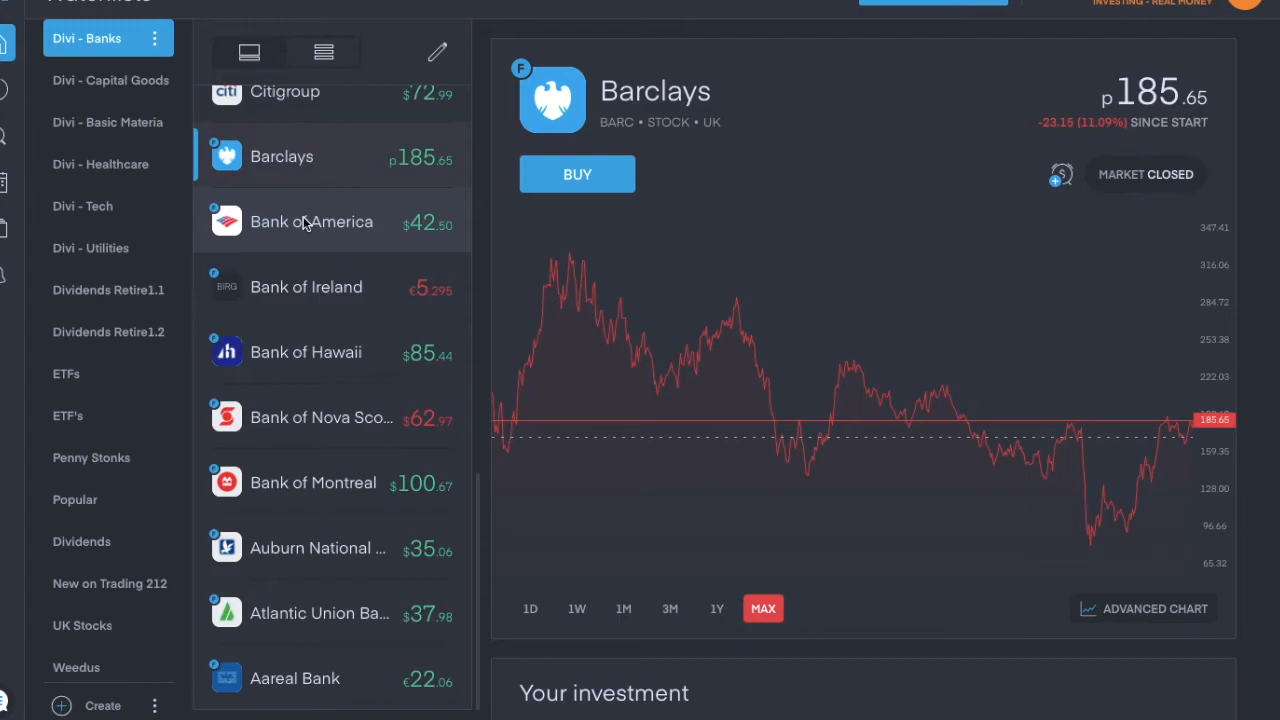 INVESTING - REAL MONEY
Divi - Banks
Divi - Capital Goods
Divi - Basic Materia
Divi - Healthcare
Divi - Tech
Divi - Utilities
Dividends Retire1.1
Dividends Retire1.2
ETFs
ETF's
Penny Stonks
Popular
Dividends
New on Trading 212
UK Stocks
Weedus
Create
citi Citigroup $72.99
F Barclays p185.65
F Bank of America $42.50
F BIRG Bank of Ireland €5.295
F Bank of Hawaii $85.44
F Bank of Nova Sco... $62.97
F Bank of Montreal $100.67
F Auburn National ... $35.06
F Atlantic Union Ba... $37.98
F Aareal Bank €22.06
F Barclays
BARC • STOCK • UK
p185.65
-23.15 (11.09%) SINCE START
BUY
MARKET CLOSED
347.41
316.06
284.72
253.38
222.03
185.65
159.35
128.00
96.66
65.32
1D 1W 1M 3M 1Y MAX
ADVANCED CHART
Your investment